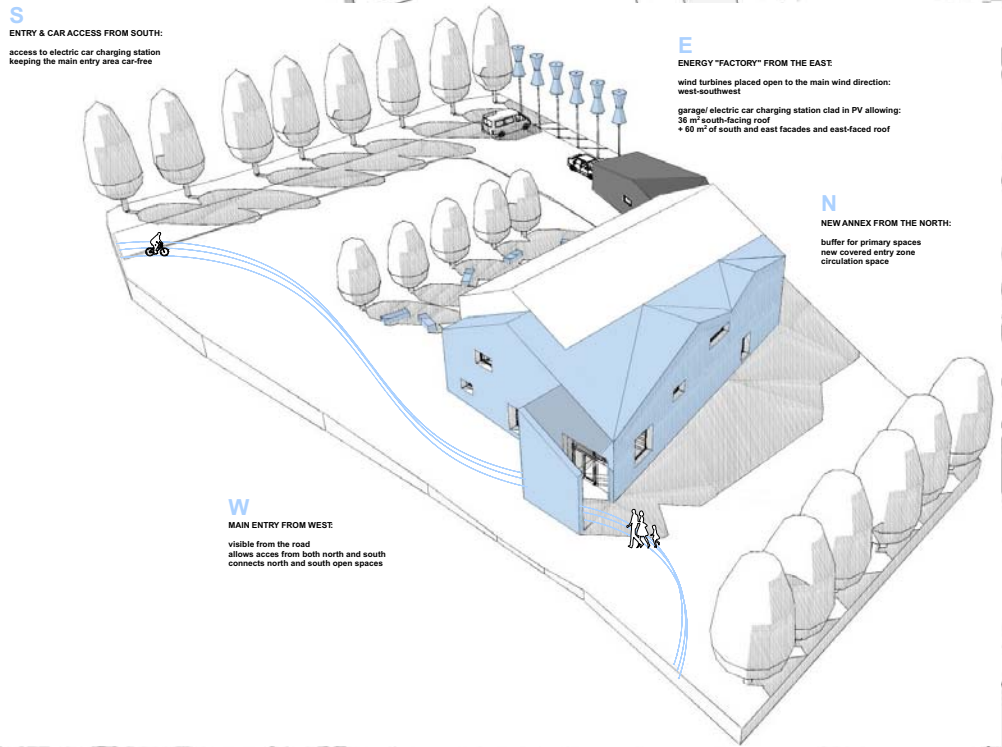 S
ENTRY & CAR ACCESS FROM SOUTH:
access to electric car charging station
keeping the main entry area car-free
E
ENERGY "FACTORY" FROM THE EAST:
wind turbines placed open to the main wind direction:
west-southwest
garage/ electric car charging station clad in PV allowing:
36 m² south-facing roof
+ 60 m² of south and east facades and east-faced roof
N
NEW ANNEX FROM THE NORTH:
buffer for primary spaces
new covered entry zone
circulation space
W
MAIN ENTRY FROM WEST:
visible from the road
allows acces from both north and south
connects north and south open spaces